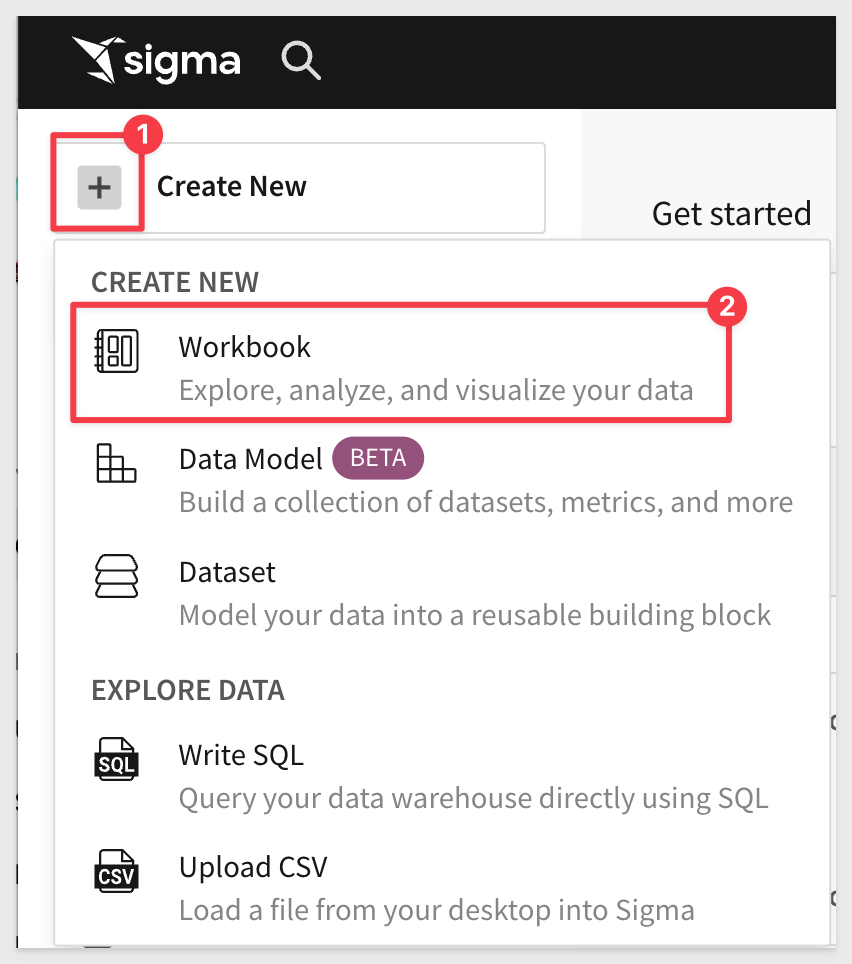 sigma
1
Create New
Get started
CREATE NEW
2
Workbook
Explore, analyze, and visualize your data
Data Model BETA
Build a collection of datasets, metrics, and more
Dataset
Model your data into a reusable building block
EXPLORE DATA
SQL
Write SQL
Query your data warehouse directly using SQL
CSV
Upload CSV
Load a file from your desktop into Sigma